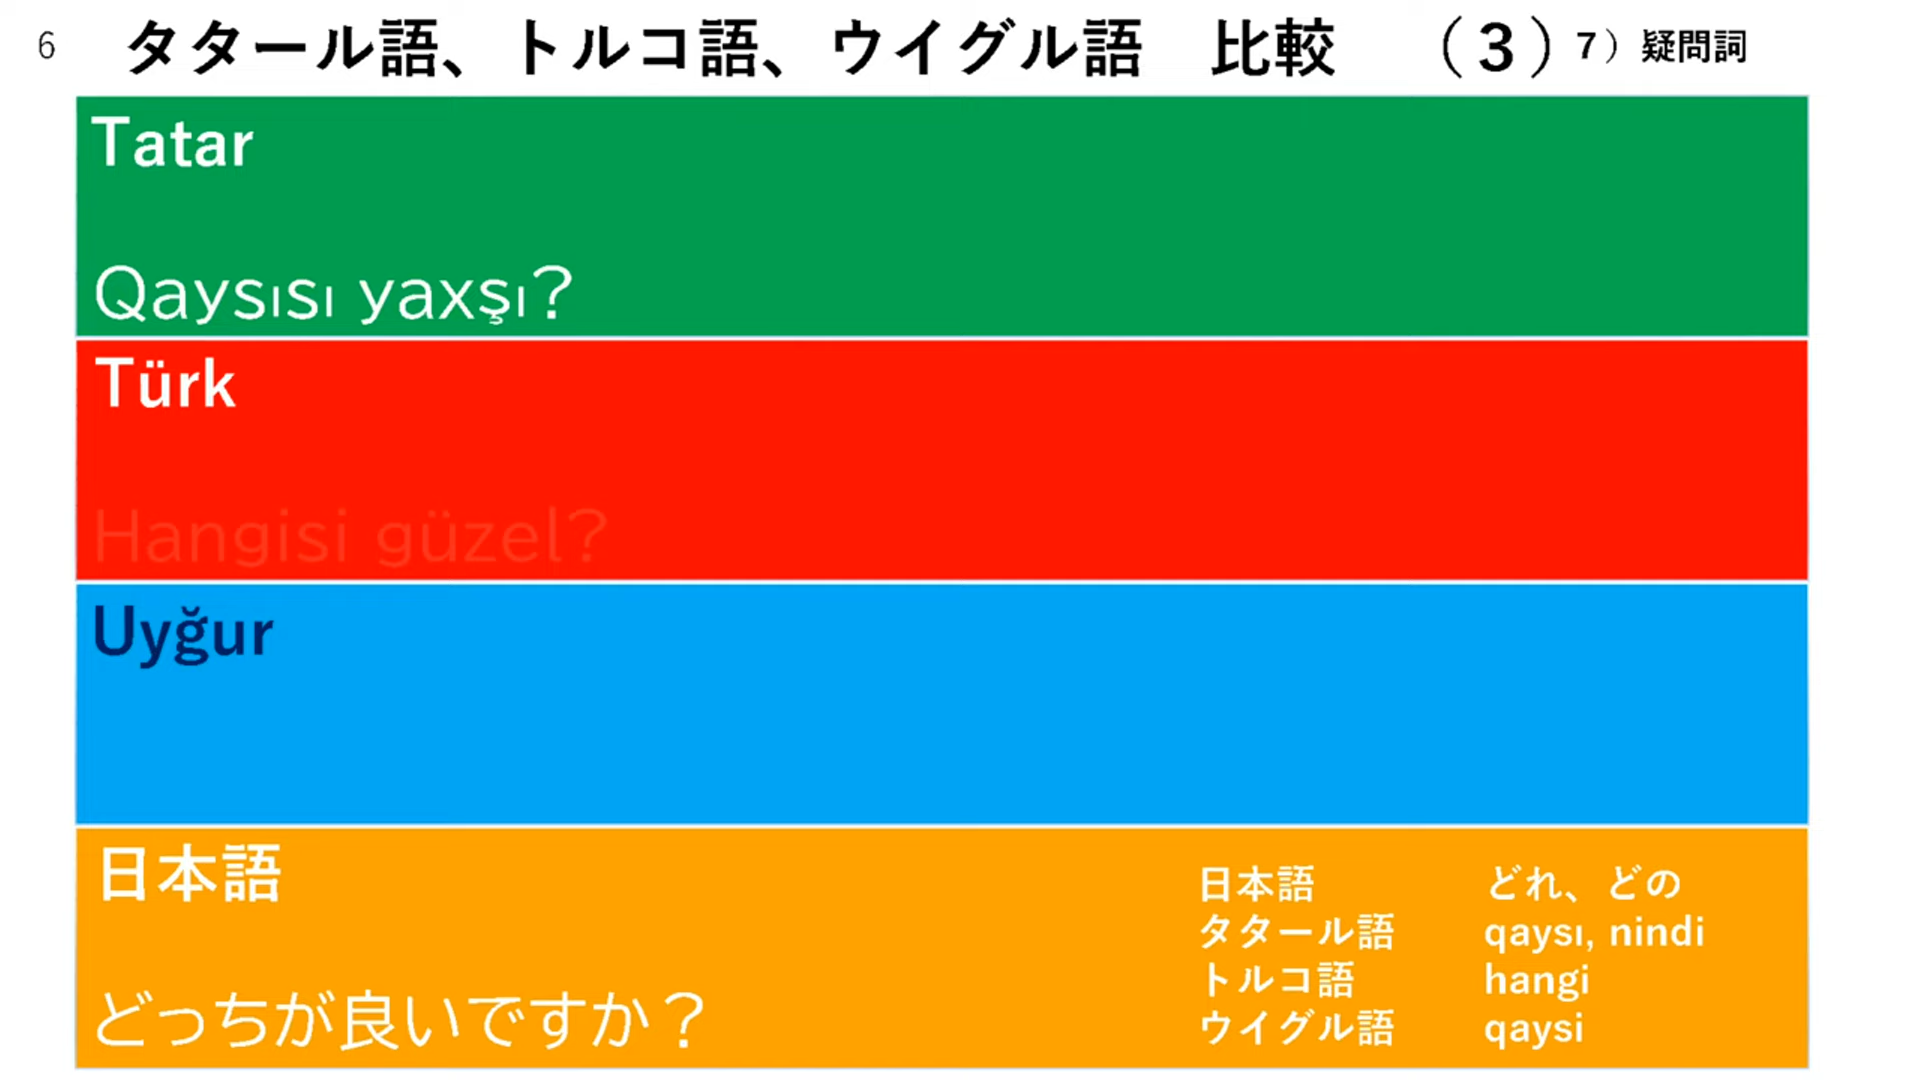 6 タタール語、トルコ語、ウイグル語　比較　（３）７）疑問詞
Tatar
Qaysısı yaxşı?
Türk
Hangisi güzel?
Uyğur
日本語
どっちが良いですか？
日本語 どれ、どの
タタール語 qaysı, nindi
トルコ語 hangi
ウイグル語 qaysi